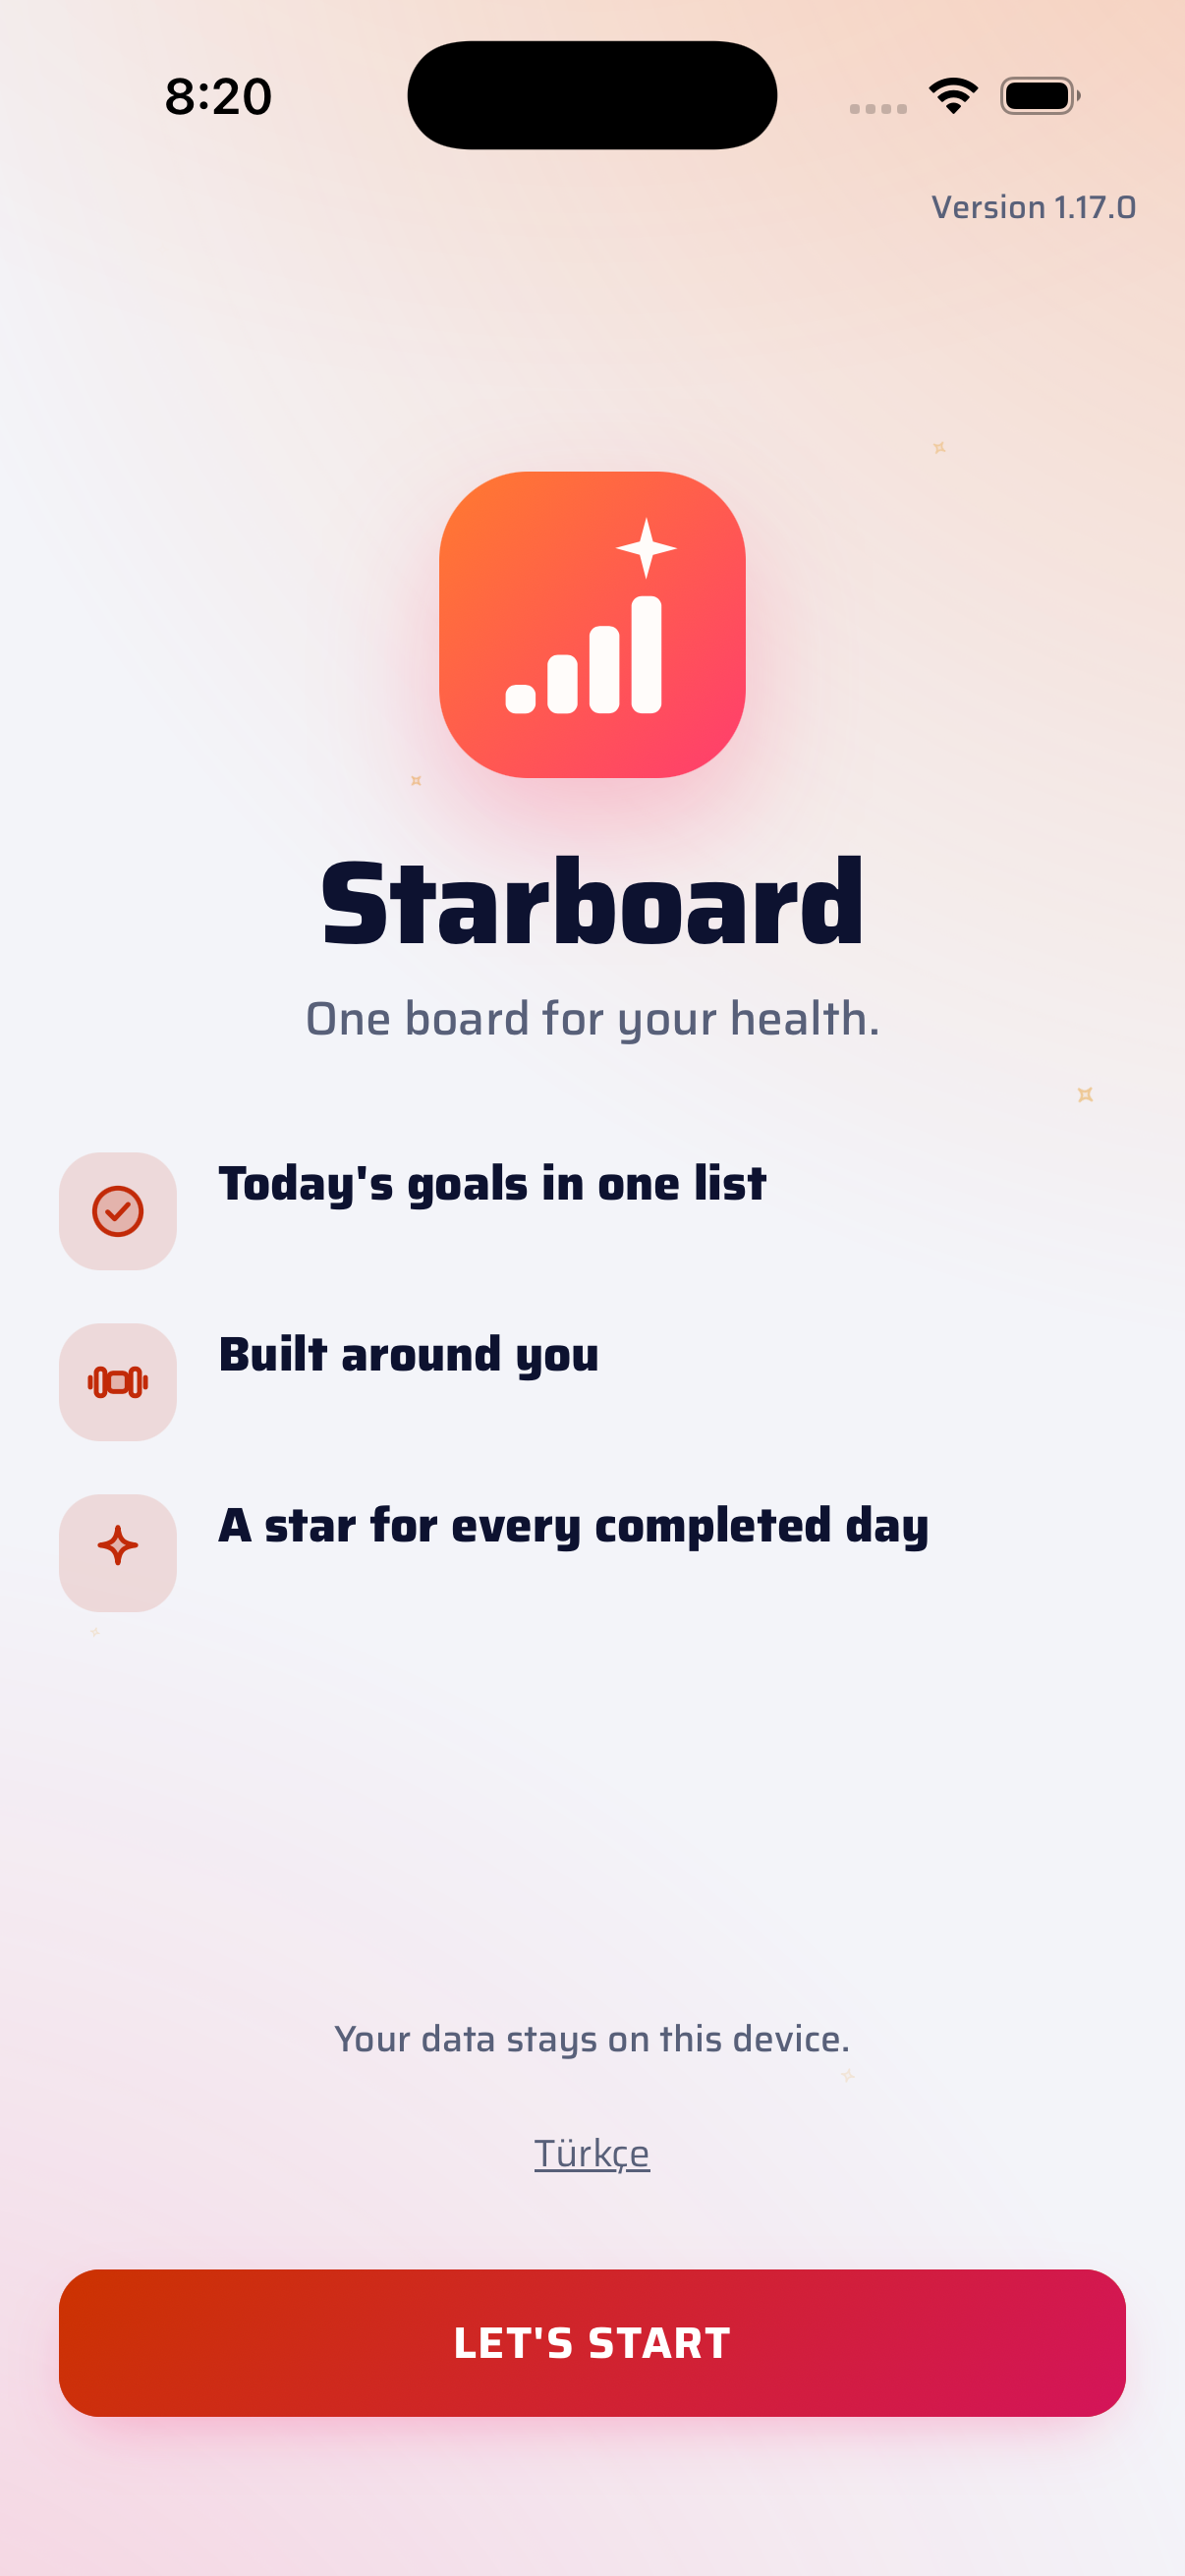 8:20
Version 1.17.0
Starboard
One board for your health.
Today's goals in one list
Built around you
A star for every completed day
Your data stays on this device.
Türkçe
LET'S START